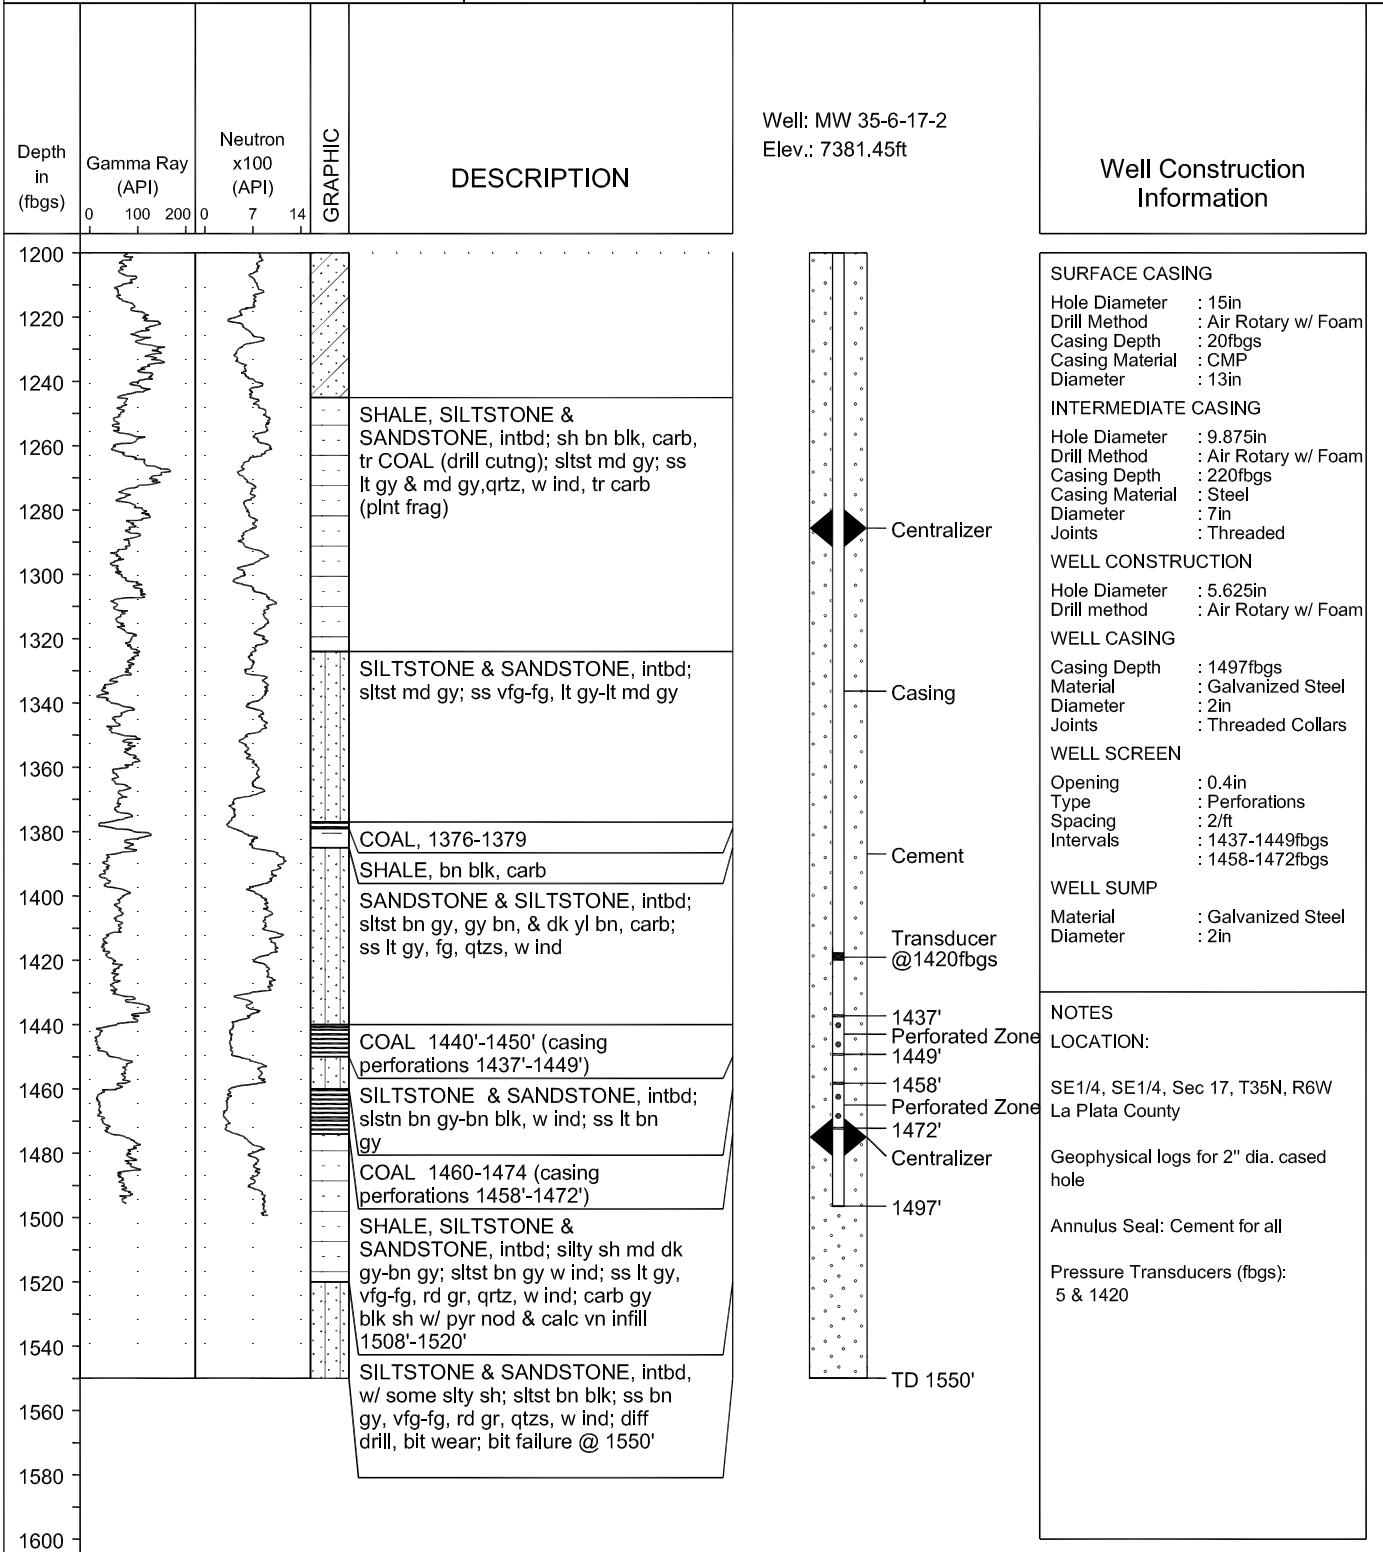 Depth
in
(fbgs)
Gamma Ray
(API)
0 100 200
Neutron
x100
(API)
0 7 14
GRAPHIC
DESCRIPTION
Well: MW 35-6-17-2
Elev.: 7381.45ft
Well Construction
Information
1200
1220
1240
1260
1280
1300
1320
1340
1360
1380
1400
1420
1440
1460
1480
1500
1520
1540
1560
1580
1600
SHALE, SILTSTONE &
SANDSTONE, intbd; sh bn blk, carb,
tr COAL (drill cutng); sltst md gy; ss
lt gy & md gy,qrtz, w ind, tr carb
(plnt frag)
SILTSTONE & SANDSTONE, intbd;
sltst md gy; ss vfg-fg, lt gy-lt md gy
COAL, 1376-1379
SHALE, bn blk, carb
SANDSTONE & SILTSTONE, intbd;
sltst bn gy, gy bn, & dk yl bn, carb;
ss lt gy, fg, qtzs, w ind
COAL 1440'-1450' (casing
perforations 1437'-1449')
SILTSTONE & SANDSTONE, intbd;
slstn bn gy-bn blk, w ind; ss lt bn
gy
COAL 1460-1474 (casing
perforations 1458'-1472')
SHALE, SILTSTONE &
SANDSTONE, intbd; silty sh md dk
gy-bn gy; sltst bn gy w ind; ss lt gy,
vfg-fg, rd gr, qrtz, w ind; carb gy
blk sh w/ pyr nod & calc vn infill
1508'-1520'
SILTSTONE & SANDSTONE, intbd,
w/ some slty sh; sltst bn blk; ss bn
gy, vfg-fg, rd gr, qtzs, w ind; diff
drill, bit wear; bit failure @ 1550'
Centralizer
Casing
Cement
Transducer
@1420fbgs
1437'
Perforated Zone
1449'
1458'
Perforated Zone
1472'
Centralizer
1497'
TD 1550'
SURFACE CASING
Hole Diameter : 15in
Drill Method : Air Rotary w/ Foam
Casing Depth : 20fbgs
Casing Material : CMP
Diameter : 13in
INTERMEDIATE CASING
Hole Diameter : 9.875in
Drill Method : Air Rotary w/ Foam
Casing Depth : 220fbgs
Casing Material : Steel
Diameter : 7in
Joints : Threaded
WELL CONSTRUCTION
Hole Diameter : 5.625in
Drill method : Air Rotary w/ Foam
WELL CASING
Casing Depth : 1497fbgs
Material : Galvanized Steel
Diameter : 2in
Joints : Threaded Collars
WELL SCREEN
Opening : 0.4in
Type : Perforations
Spacing : 2/ft
Intervals : 1437-1449fbgs
: 1458-1472fbgs
WELL SUMP
Material : Galvanized Steel
Diameter : 2in
NOTES
LOCATION:
SE1/4, SE1/4, Sec 17, T35N, R6W
La Plata County
Geophysical logs for 2" dia. cased
hole
Annulus Seal: Cement for all
Pressure Transducers (fbgs):
5 & 1420